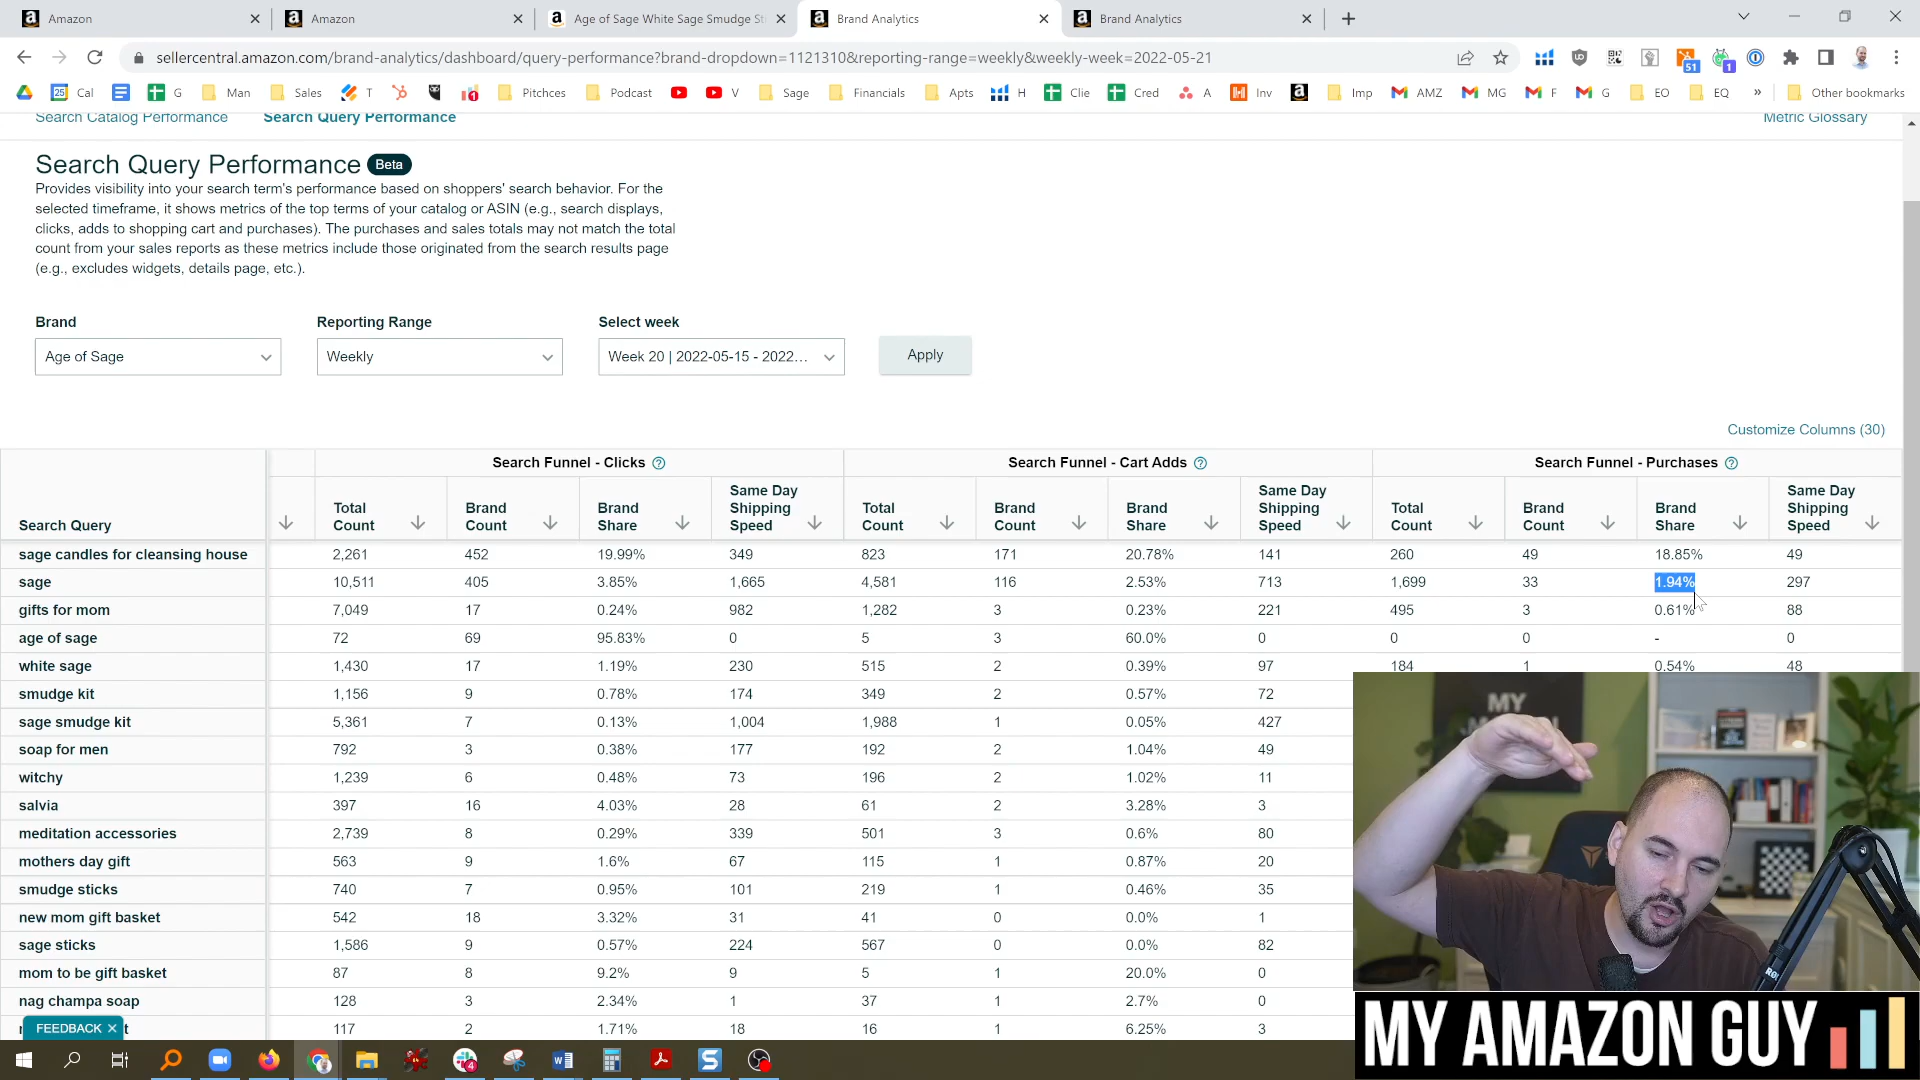 Amazon
Amazon
Age of Sage White Sage Smudge St
Brand Analytics
Brand Analytics
sellercentral.amazon.com/brand-analytics/dashboard/query-performance?brand-dropdown=1121310&reporting-range=weekly&weekly-week=2022-05-21
51
1
25 Cal
G
Man
Sales
T
1
Pitchces
Podcast
V
Sage
Financials
Apts
H
Clie
Cred
A
Inv
Imp
AMZ
MG
F
G
EO
EQ
»
Other bookmarks
Search Catalog Performance Search Query Performance Metric Glossary
Search Query Performance Beta
Provides visibility into your search term's performance based on shoppers' search behavior. For the
selected timeframe, it shows metrics of the top terms of your catalog or ASIN (e.g., search displays,
clicks, adds to shopping cart and purchases). The purchases and sales totals may not match the total
count from your sales reports as these metrics include those originated from the search results page
(e.g., excludes widgets, details page, etc.).
Brand Reporting Range Select week
Age of Sage Weekly Week 20 | 2022-05-15 - 2022... Apply
Customize Columns (30)
Search Funnel - Clicks Search Funnel - Cart Adds Search Funnel - Purchases
Search Query Total Count Brand Count Brand Share Same Day Shipping Speed Total Count Brand Count Brand Share Same Day Shipping Speed Total Count Brand Count Brand Share Same Day Shipping Speed
sage candles for cleansing house 2,261 452 19.99% 349 823 171 20.78% 141 260 49 18.85% 49
sage 10,511 405 3.85% 1,665 4,581 116 2.53% 713 1,699 33 1.94% 297
gifts for mom 7,049 17 0.24% 982 1,282 3 0.23% 221 495 3 0.61% 88
age of sage 72 69 95.83% 0 5 3 60.0% 0 0 0 - 0
white sage 1,430 17 1.19% 230 515 2 0.39% 97 184 1 0.54% 48
smudge kit 1,156 9 0.78% 174 349 2 0.57% 72
sage smudge kit 5,361 7 0.13% 1,004 1,988 1 0.05% 427
soap for men 792 3 0.38% 177 192 2 1.04% 49
witchy 1,239 6 0.48% 73 196 2 1.02% 11
salvia 397 16 4.03% 28 61 2 3.28% 3
meditation accessories 2,739 8 0.29% 339 501 3 0.6% 80
mothers day gift 563 9 1.6% 67 115 1 0.87% 20
smudge sticks 740 7 0.95% 101 219 1 0.46% 35
new mom gift basket 542 18 3.32% 31 41 0 0.0% 1
sage sticks 1,586 9 0.57% 224 567 0 0.0% 82
mom to be gift basket 87 8 9.2% 9 5 1 20.0% 0
nag champa soap 128 3 2.34% 1 37 1 2.7% 0
117 2 1.71% 18 16 1 6.25% 3
FEEDBACK
MY
MY AMAZON GUY